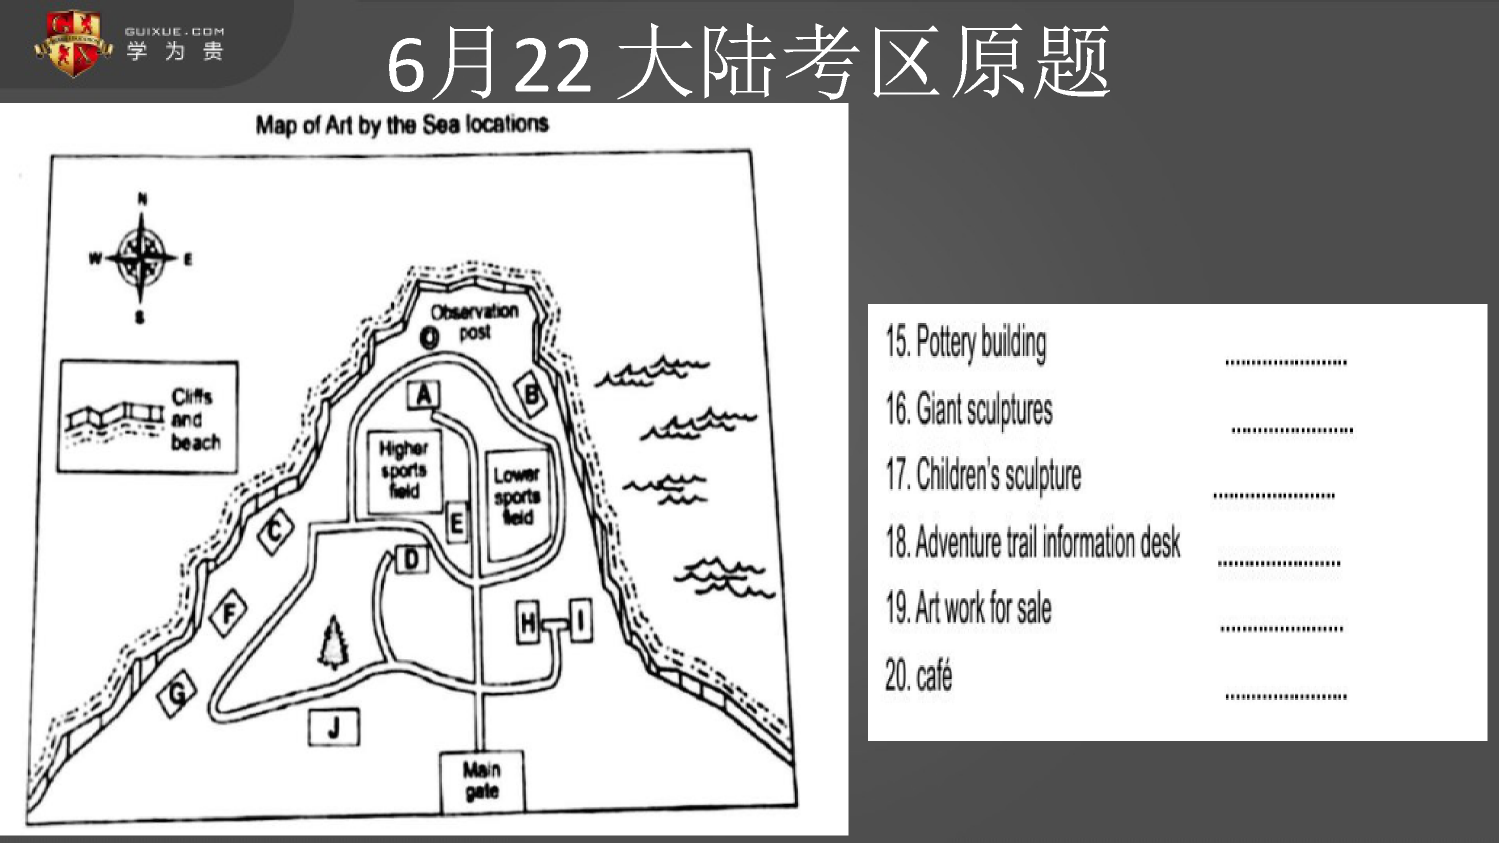 GUIXUE.COM
学为贵
6月22 大陆考区原题
Map of Art by the Sea locations
N
W
E
S
Observation
post
O
Cliffs
and
beach
A
B
Higher
sports
field
Lower
sports
field
E
C
D
F
H
I
G
J
Main
gate
15. Pottery building ........................
16. Giant sculptures ........................
17. Children's sculpture ........................
18. Adventure trail information desk ........................
19. Art work for sale ........................
20. café ........................